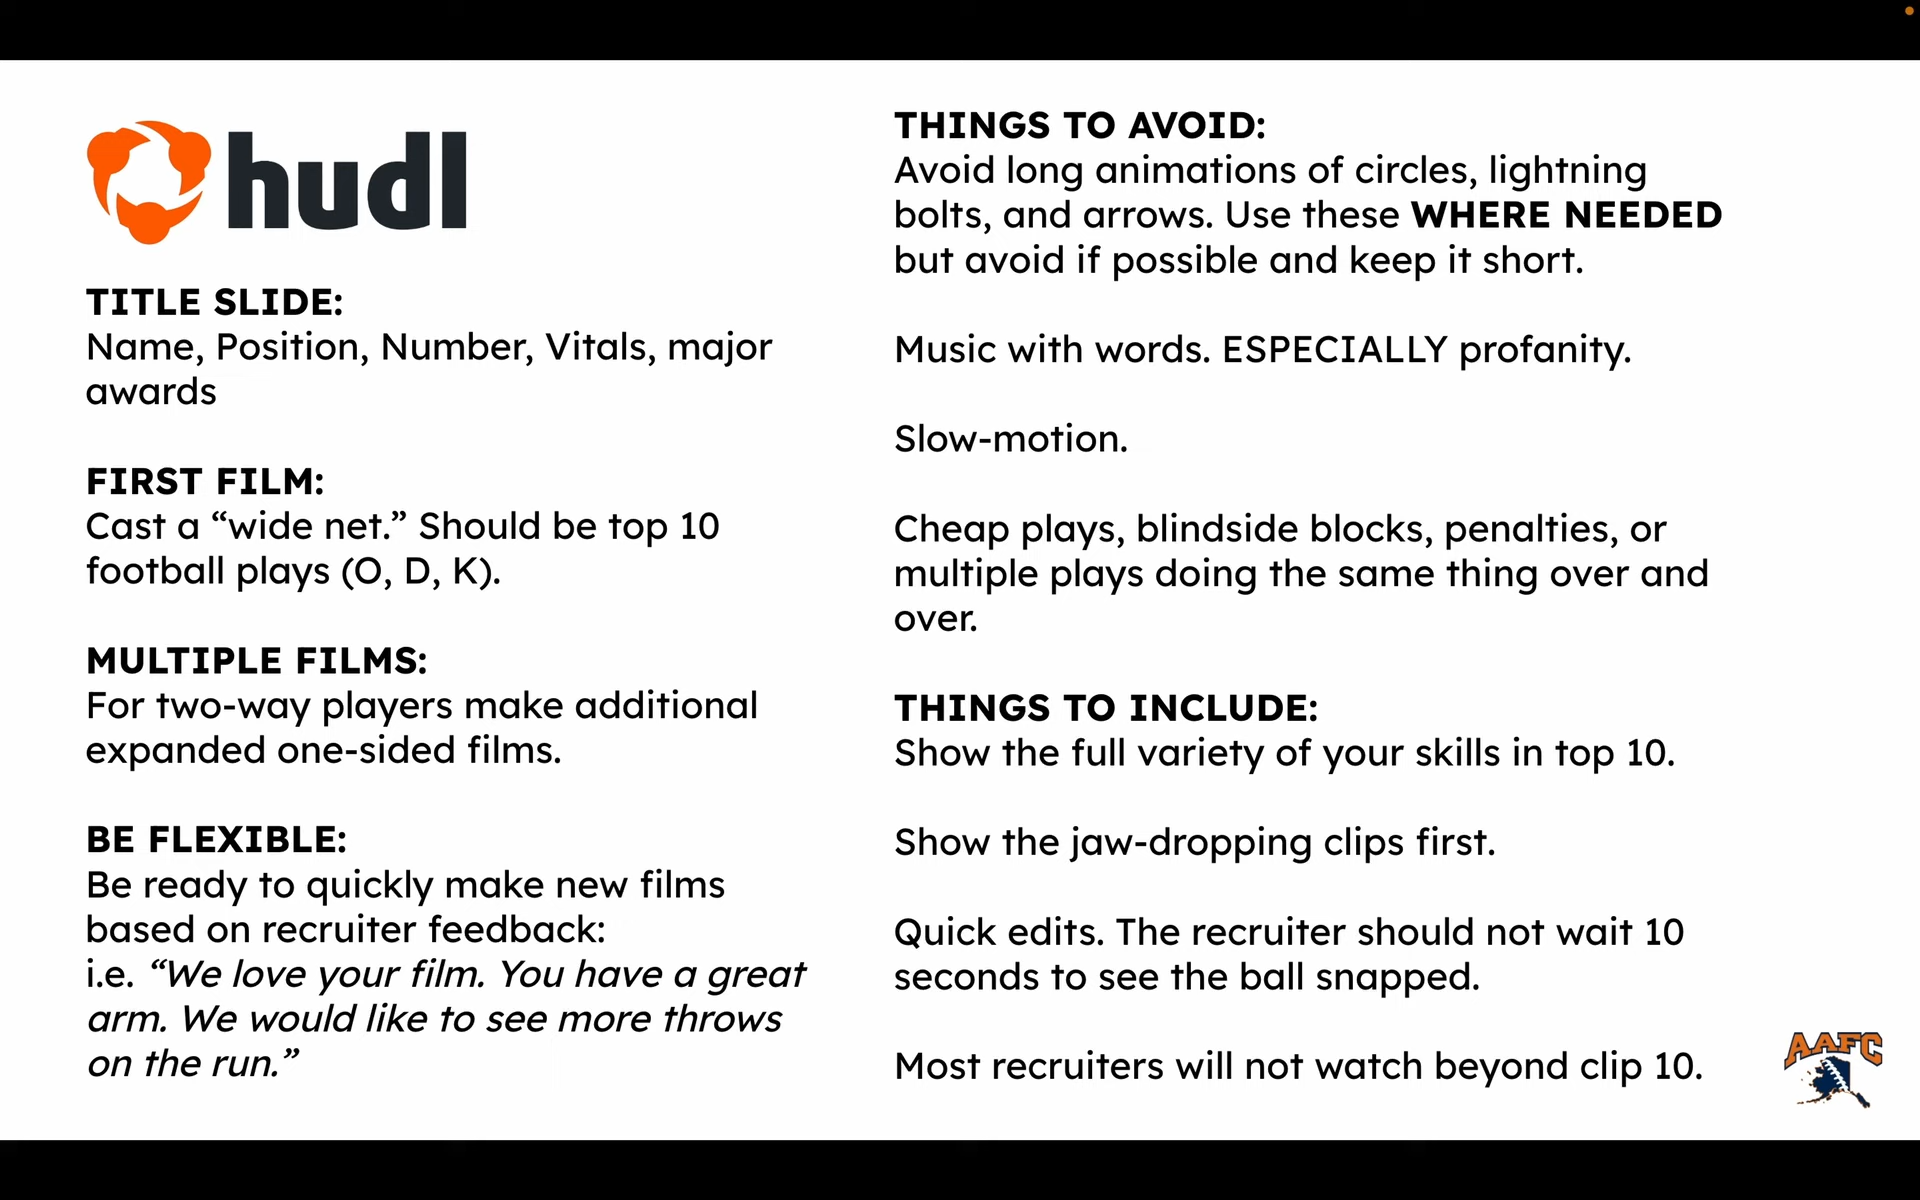 hudl
TITLE SLIDE:
Name, Position, Number, Vitals, major
awards
FIRST FILM:
Cast a “wide net.” Should be top 10
football plays (O, D, K).
MULTIPLE FILMS:
For two-way players make additional
expanded one-sided films.
BE FLEXIBLE:
Be ready to quickly make new films
based on recruiter feedback:
i.e. “We love your film. You have a great
arm. We would like to see more throws
on the run.”
THINGS TO AVOID:
Avoid long animations of circles, lightning
bolts, and arrows. Use these WHERE NEEDED
but avoid if possible and keep it short.
Music with words. ESPECIALLY profanity.
Slow-motion.
Cheap plays, blindside blocks, penalties, or
multiple plays doing the same thing over and
over.
THINGS TO INCLUDE:
Show the full variety of your skills in top 10.
Show the jaw-dropping clips first.
Quick edits. The recruiter should not wait 10
seconds to see the ball snapped.
Most recruiters will not watch beyond clip 10.
AAFC